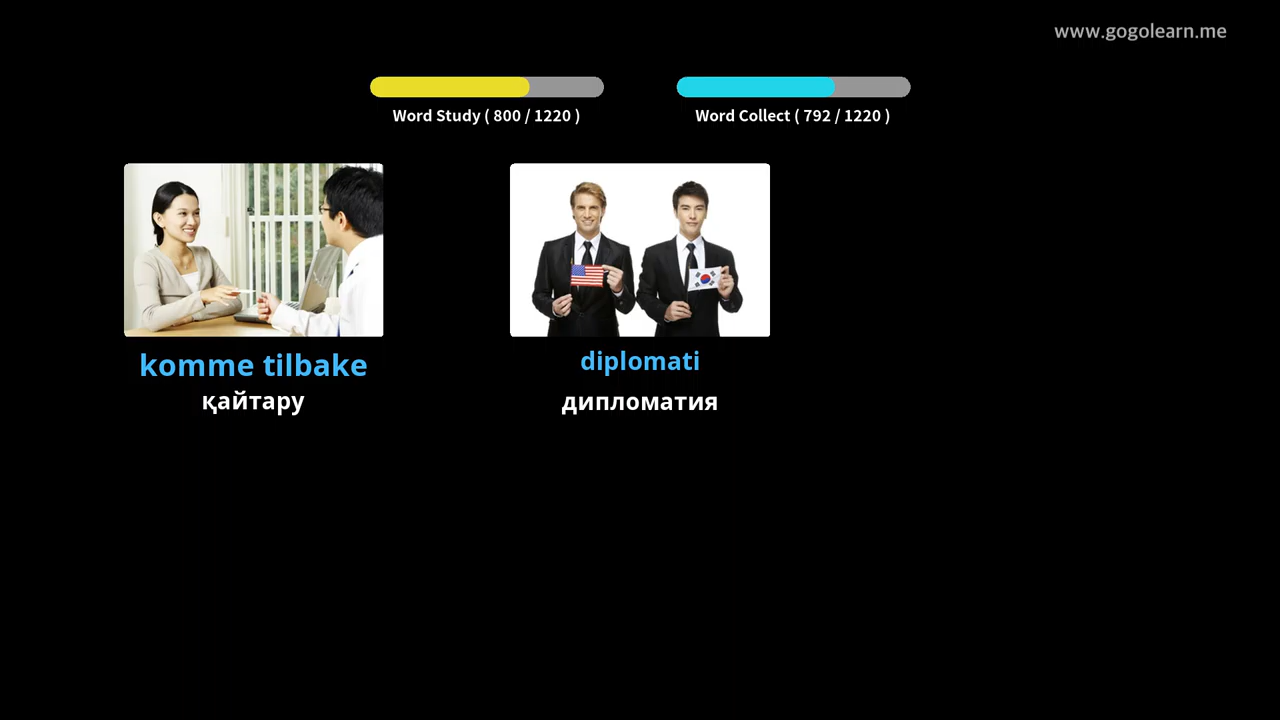 www.gogolearn.me
Word Study ( 800 / 1220 )
Word Collect ( 792 / 1220 )
komme tilbake
қайтару
diplomati
дипломатия